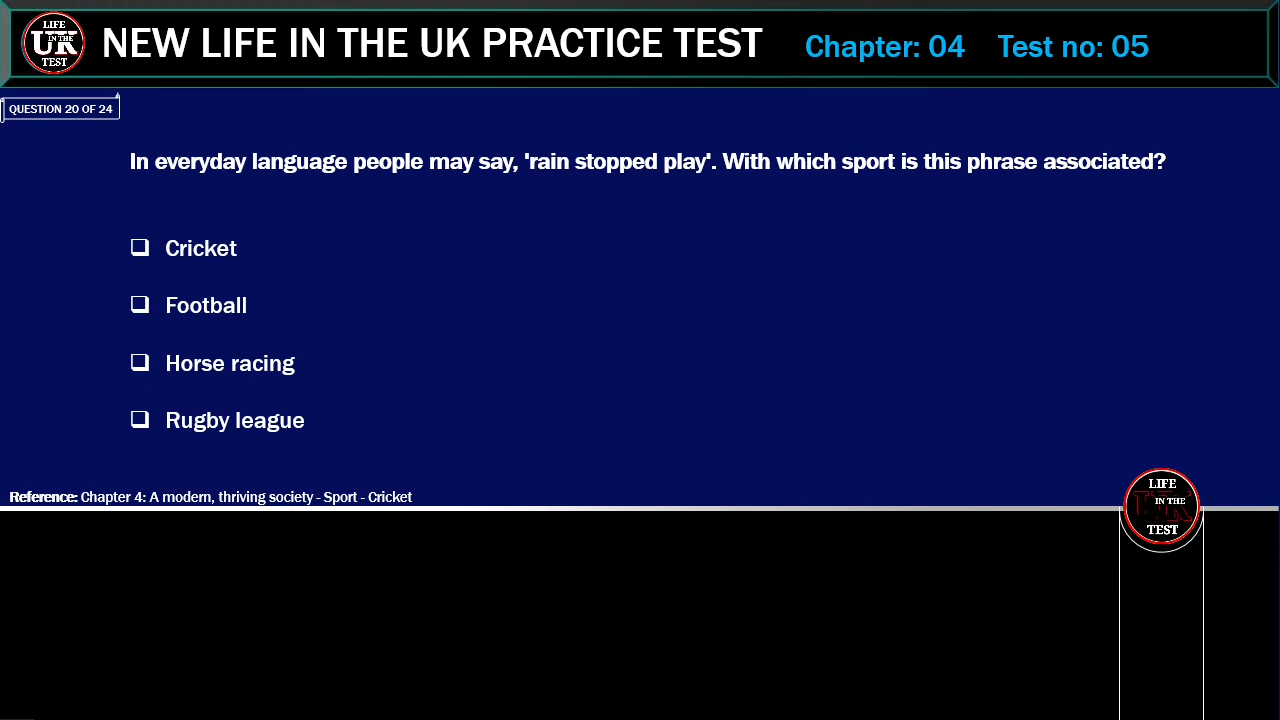 LIFE
UK IN THE
TEST
NEW LIFE IN THE UK PRACTICE TEST Chapter: 04 Test no: 05
QUESTION 20 OF 24
In everyday language people may say, 'rain stopped play'. With which sport is this phrase associated?
❑ Cricket
❑ Football
❑ Horse racing
❑ Rugby league
Reference: Chapter 4: A modern, thriving society - Sport - Cricket
LIFE
UK IN THE
TEST